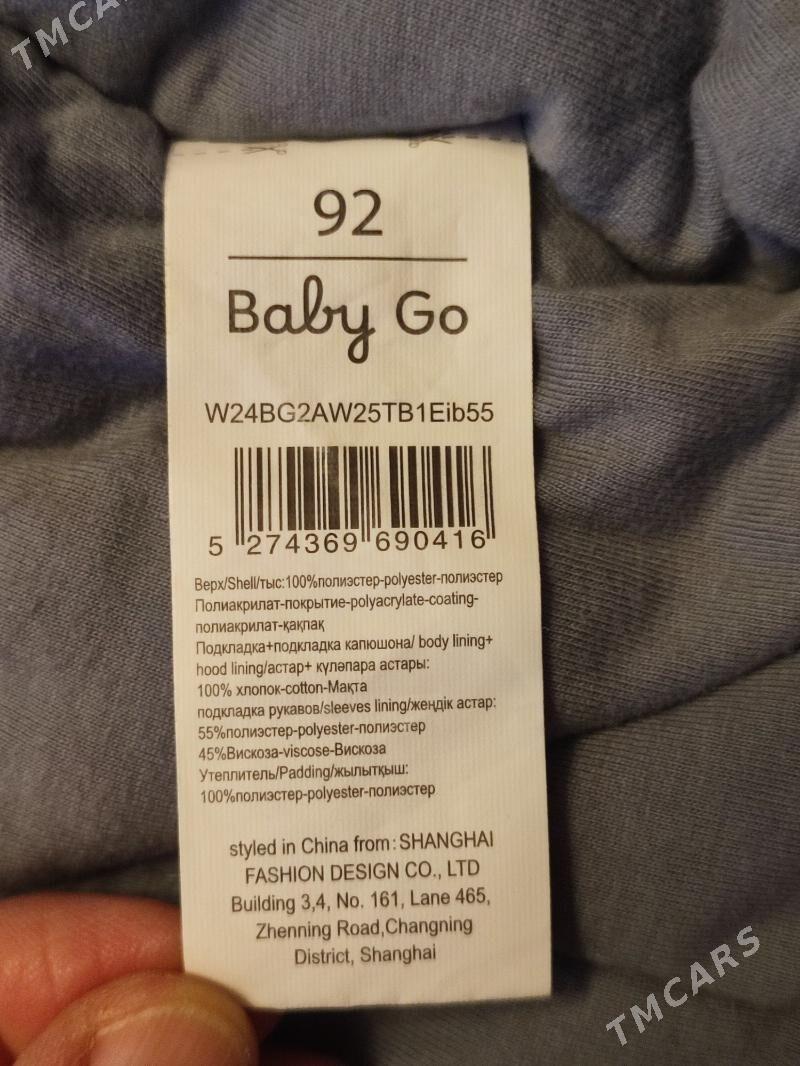 TMCARS
92
Baby Go
W24BG2AW25TB1Eib55
5 274369 690416
Верх/Shell/тыс:100%полиэстер-polyester-полиэстер
Полиакрилат-покрытие-polyacrylate-coating-
полиакрилат-қақпақ
Подкладка+подкладка капюшона/ body lining+
hood lining/астар+ күләпара астары:
100% хлопок-cotton-Мақта
подкладка рукавов/sleeves lining/жеңдік астар:
55%полиэстер-polyester-полиэстер
45%Вискоза-viscose-Вискоза
Утеплитель/Padding/жылытқыш:
100%полиэстер-polyester-полиэстер
styled in China from: SHANGHAI
FASHION DESIGN CO., LTD
Building 3,4, No. 161, Lane 465,
Zhenning Road,Changning
District, Shanghai
TMCARS